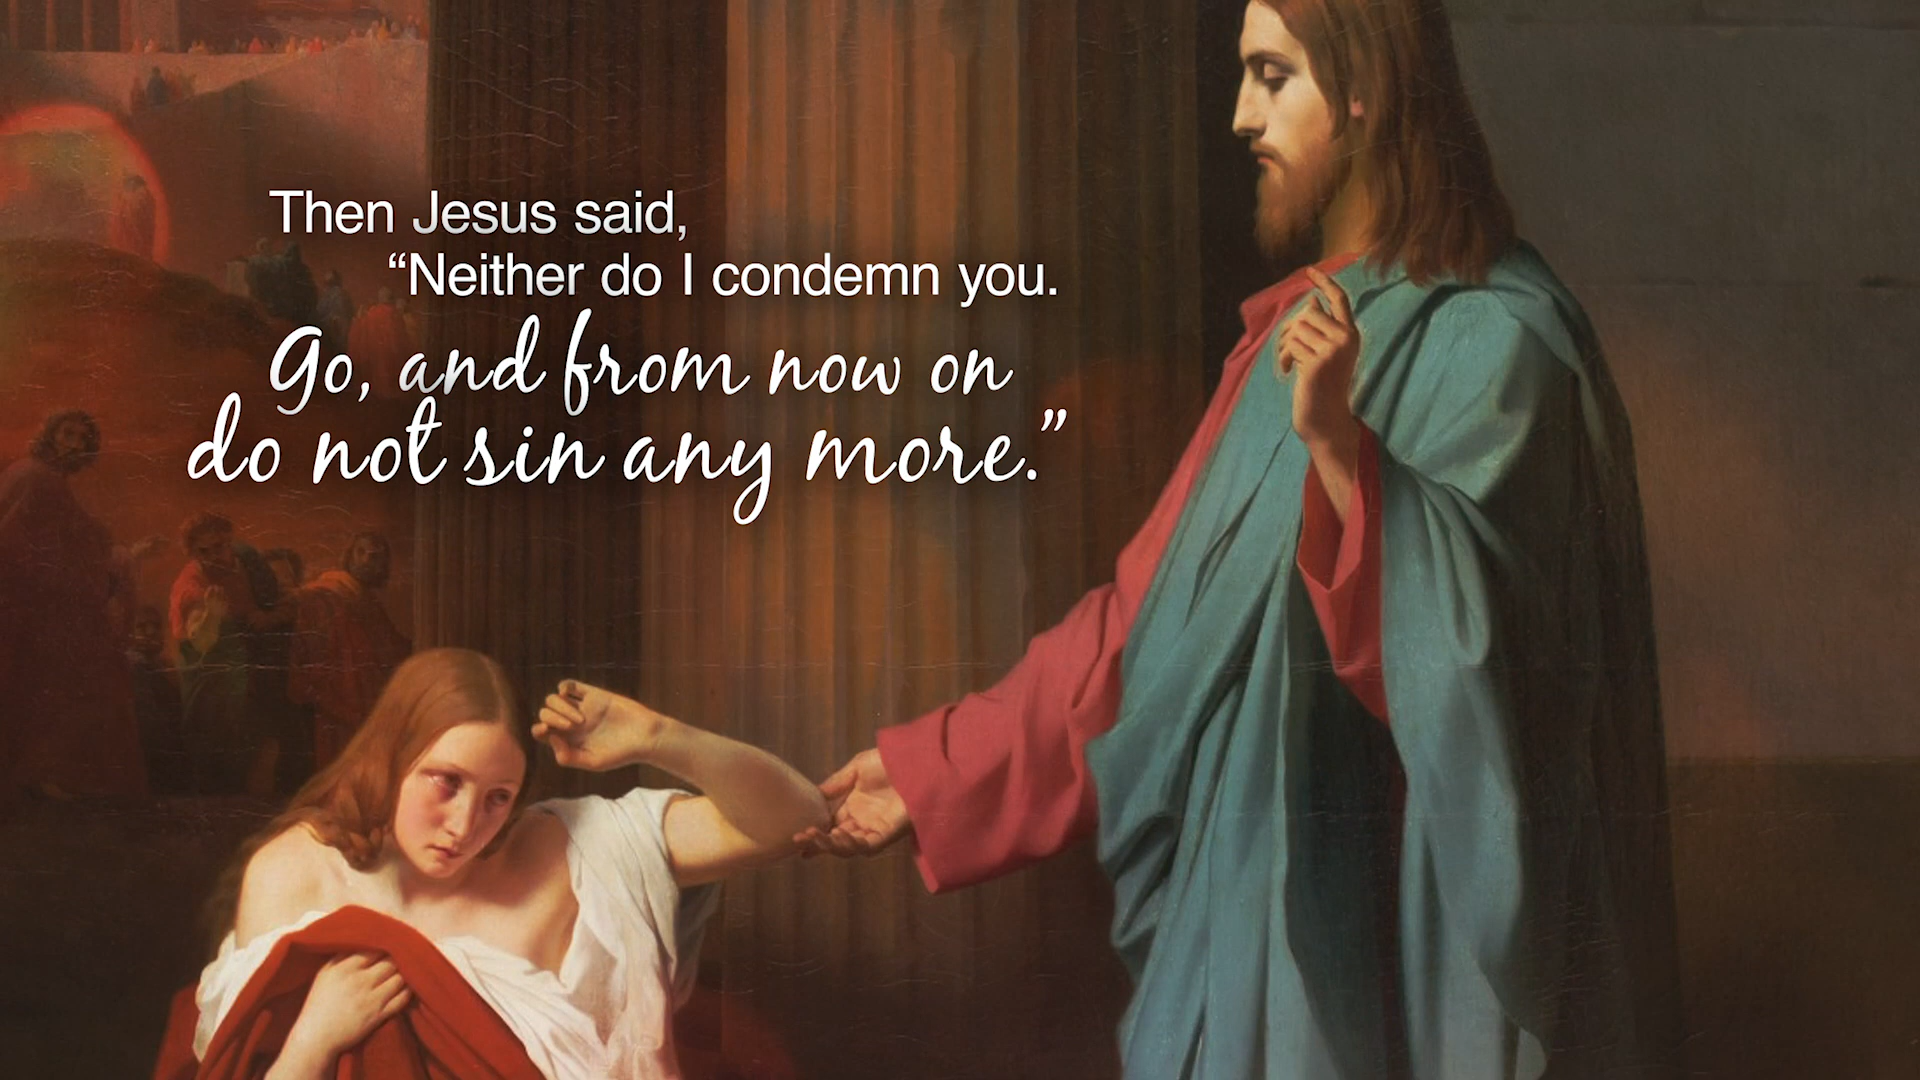 Then Jesus said,
“Neither do I condemn you.
Go, and from now on
do not sin any more.”